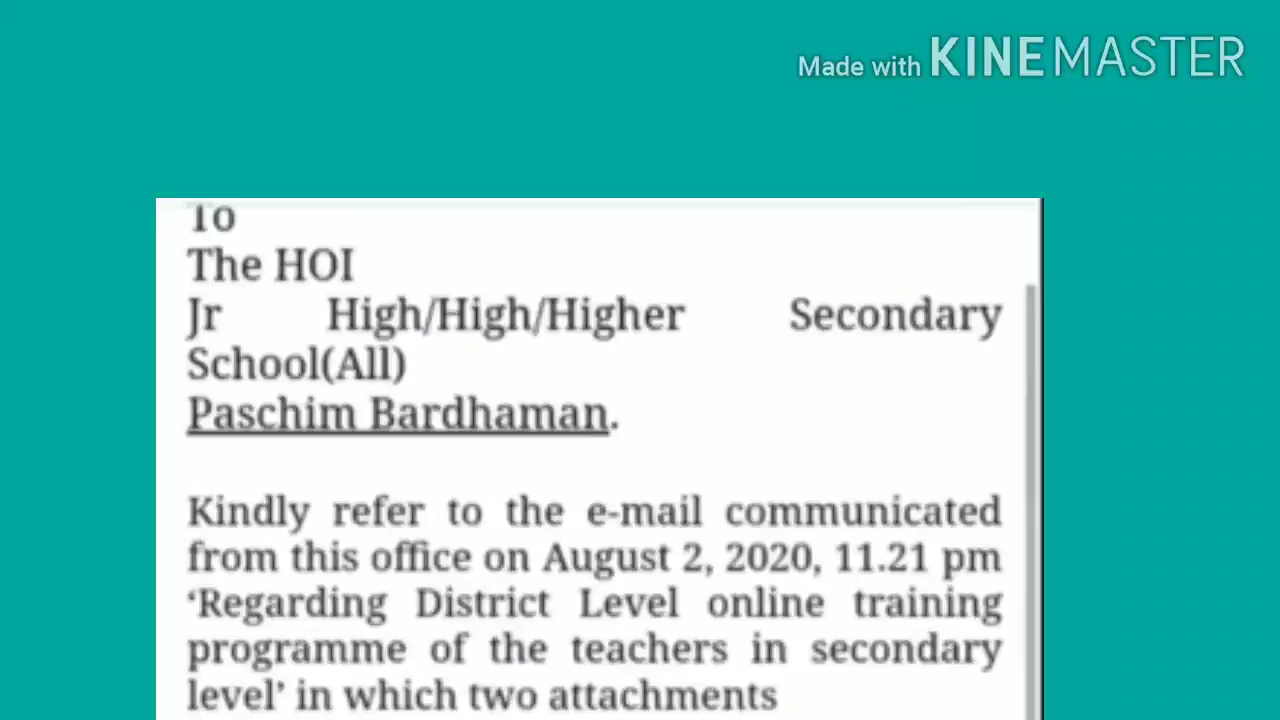 Made with KINEMASTER
To
The HOI
Jr High/High/Higher Secondary
School(All)
Paschim Bardhaman.
Kindly refer to the e-mail communicated
from this office on August 2, 2020, 11.21 pm
‘Regarding District Level online training
programme of the teachers in secondary
level’ in which two attachments